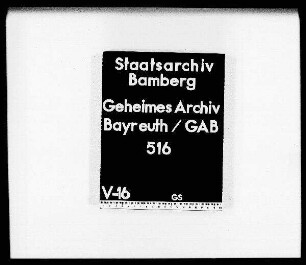 Staatsarchiv
Bamberg
Geheimes Archiv
Bayreuth / GAB
516
V-16
GS